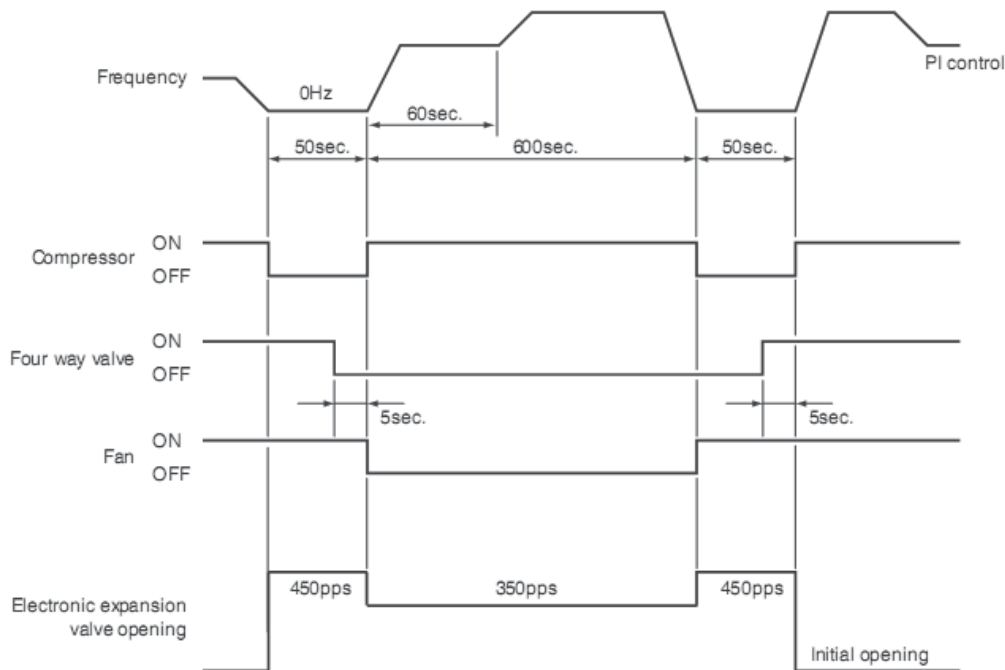 Frequency
0Hz
PI control
60sec.
50sec.
600sec.
50sec.
Compressor
ON
OFF
Four way valve
ON
OFF
5sec.
5sec.
Fan
ON
OFF
450pps
350pps
450pps
Electronic expansion
valve opening
Initial opening